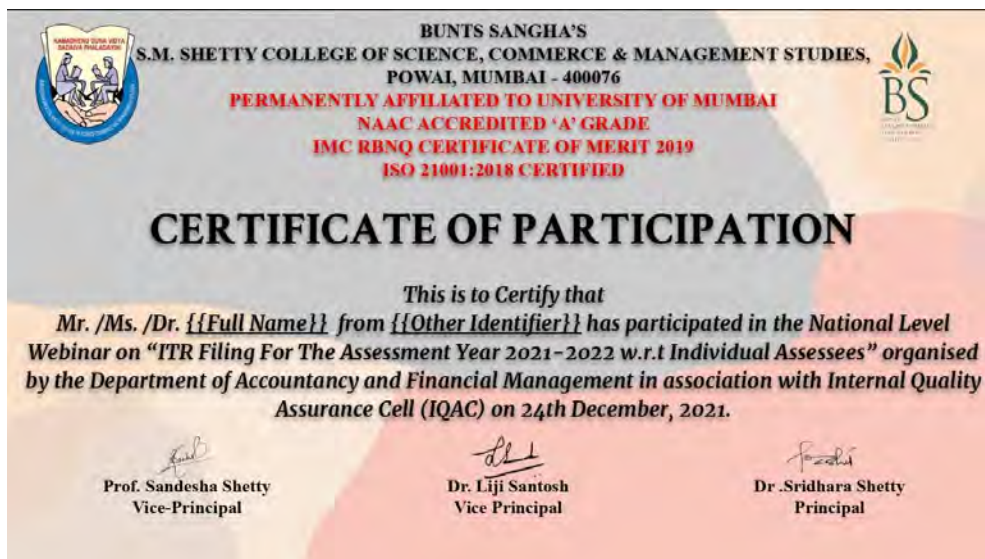 KAMADHENU GUNA VIDYA
SADAIVA PHALADAYINI
BUNTS SANGHA'S
S.M. SHETTY COLLEGE OF SCIENCE, COMMERCE & MANAGEMENT STUDIES,
POWAI, MUMBAI - 400076
PERMANENTLY AFFILIATED TO UNIVERSITY OF MUMBAI
NAAC ACCREDITED 'A' GRADE
IMC RBNQ CERTIFICATE OF MERIT 2019
ISO 21001:2018 CERTIFIED
BS
CERTIFICATE OF PARTICIPATION
This is to Certify that
Mr. /Ms. /Dr. {{Full Name}} from {{Other Identifier}} has participated in the National Level
Webinar on "ITR Filing For The Assessment Year 2021-2022 w.r.t Individual Assessees" organised
by the Department of Accountancy and Financial Management in association with Internal Quality
Assurance Cell (IQAC) on 24th December, 2021.
Prof. Sandesha Shetty
Vice-Principal
Dr. Liji Santosh
Vice Principal
Dr .Sridhara Shetty
Principal